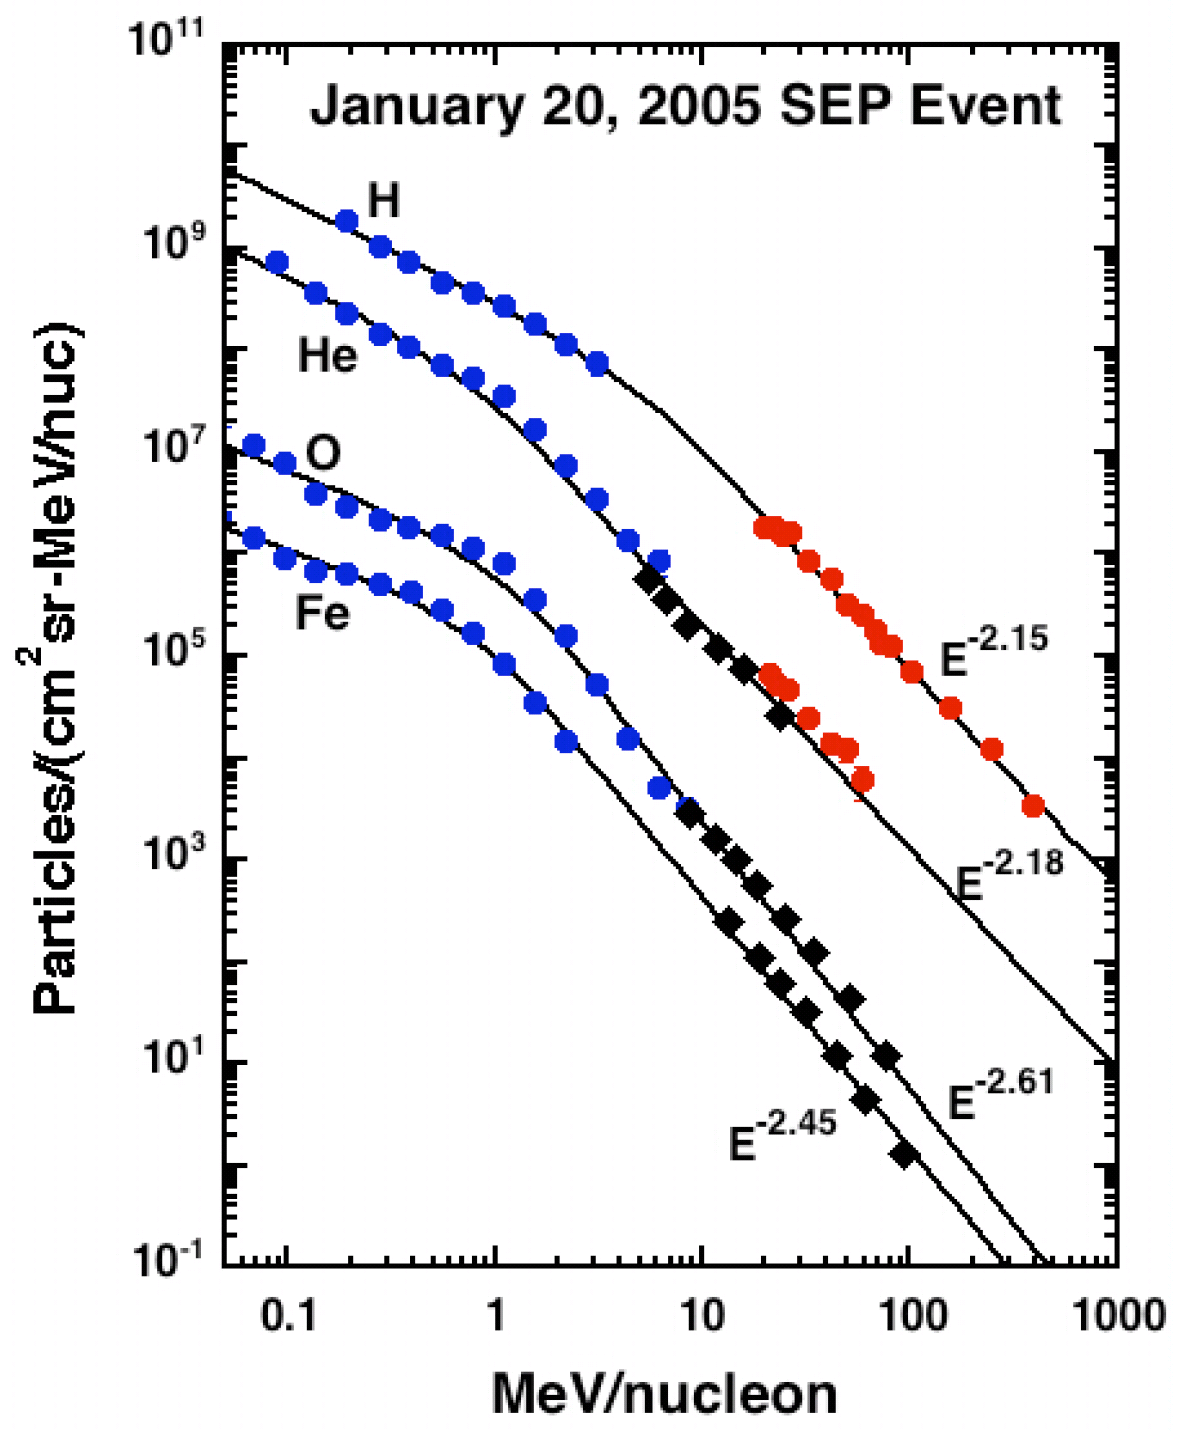 10^11
January 20, 2005 SEP Event
H
10^9
He
10^7
O
Fe
10^5
E^-2.15
10^3
E^-2.18
10^1
E^-2.61
E^-2.45
10^-1
0.1 1 10 100 1000
MeV/nucleon
Particles/(cm^2 sr-MeV/nuc)